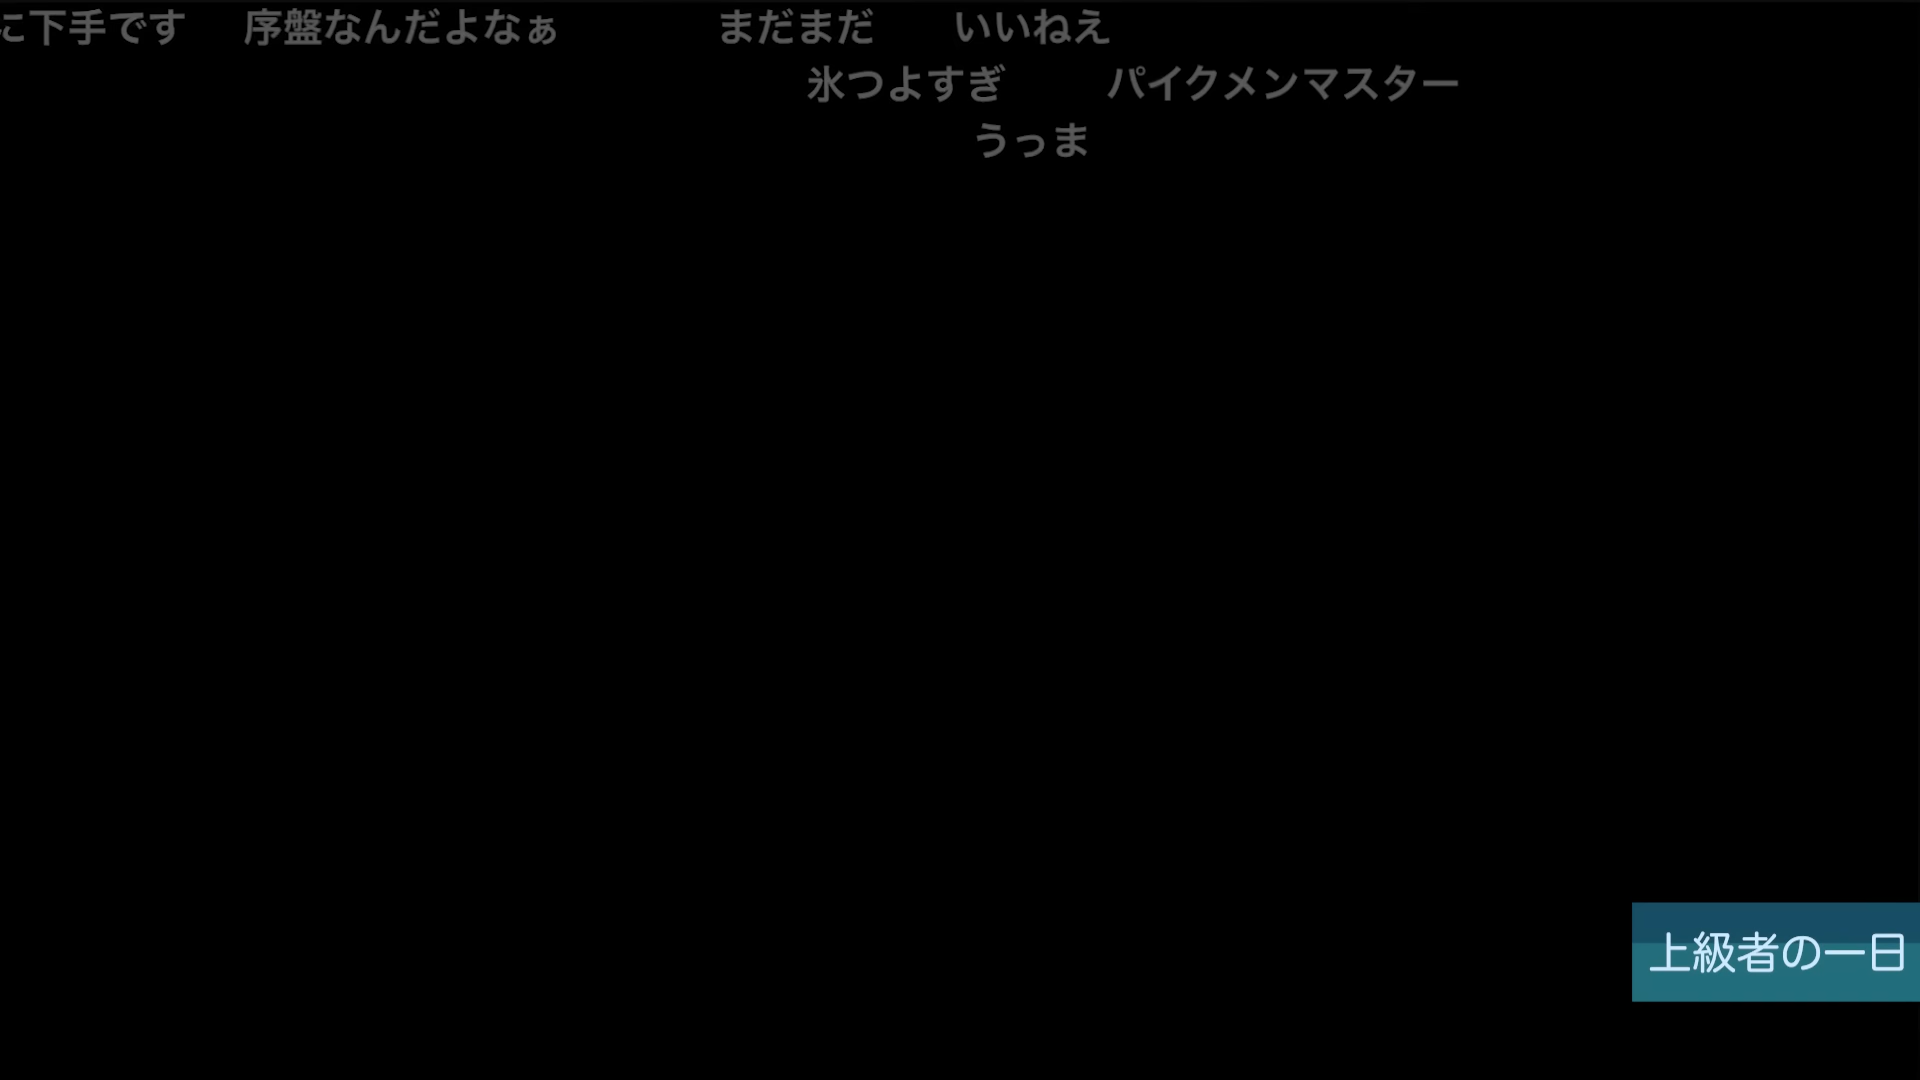 に下手です 序盤なんだよなぁ まだまだ いいねえ
氷つよすぎ パイクメンマスター
うっま
上級者の一日